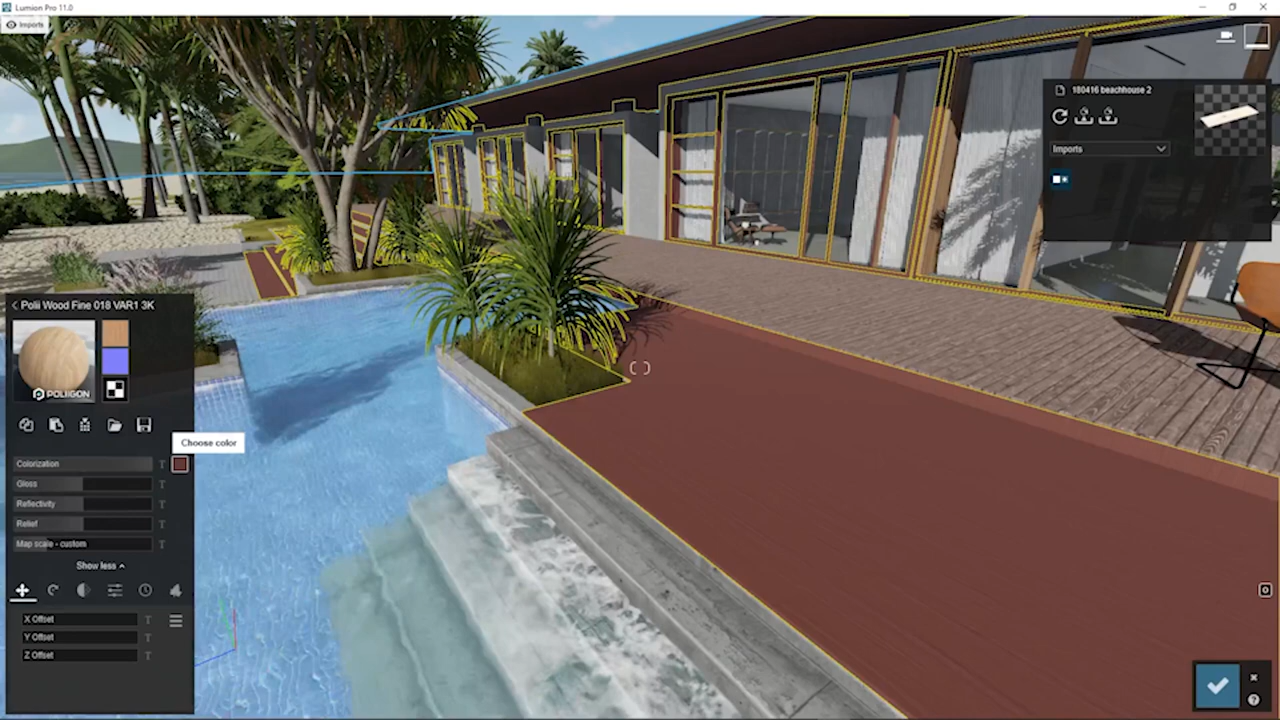 Lumion Pro 11.0
Imports
180416 beachhouse 2
Imports
Polii Wood Fine 018 VAR1 3K
POLIIGON
Choose color
Colorization T
Gloss T
Reflectivity T
Relief T
Map scale - custom T
Show less
X Offset T
Y Offset T
Z Offset T